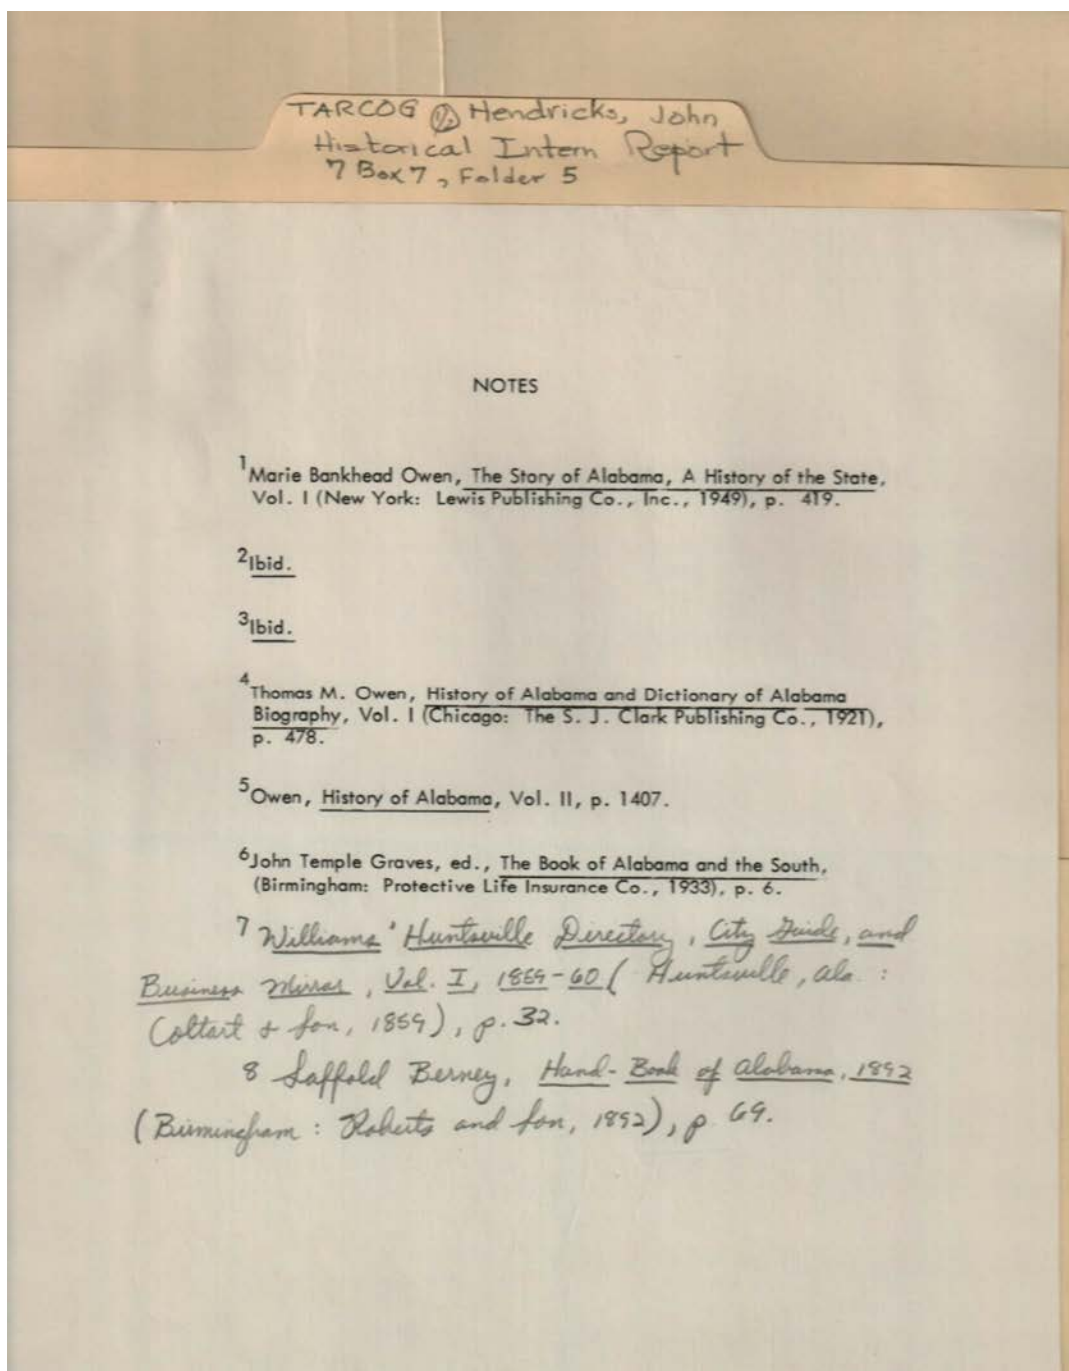 TARCOG % Hendricks, John
Historical Intern Report
7 Box 7, Folder 5
NOTES
1Marie Bankhead Owen, The Story of Alabama, A History of the State,
Vol. I (New York: Lewis Publishing Co., Inc., 1949), p. 419.
2Ibid.
3Ibid.
4Thomas M. Owen, History of Alabama and Dictionary of Alabama
Biography, Vol. I (Chicago: The S. J. Clark Publishing Co., 1921),
p. 478.
5Owen, History of Alabama, Vol. II, p. 1407.
6John Temple Graves, ed., The Book of Alabama and the South,
(Birmingham: Protective Life Insurance Co., 1933), p. 6.
7 Williams' Huntsville Directory, City Guide, and
Business Mirror, Vol. I, 1859-60 (Huntsville, Ala.:
Coltart & Son, 1859), p. 32.
8 Saffold Berney, Hand-Book of Alabama, 1892
(Birmingham: Roberts and Son, 1892), p. 69.